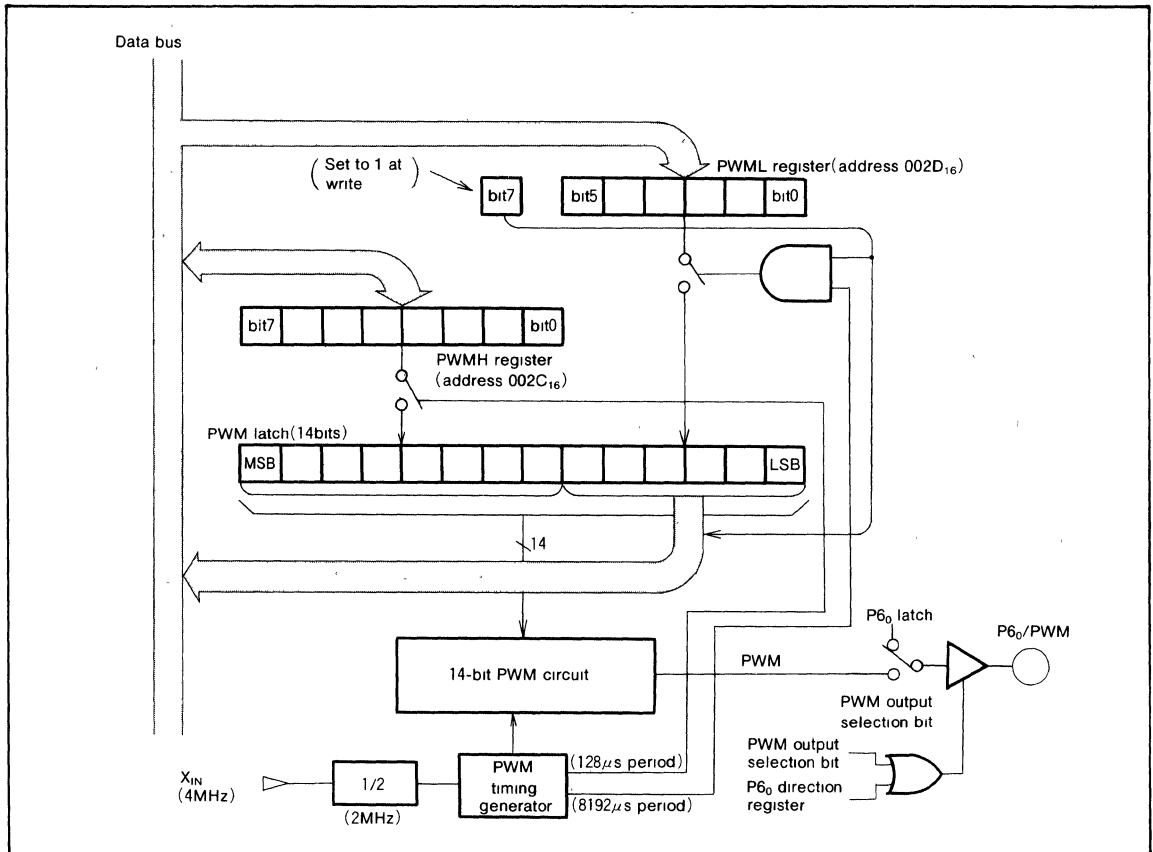 Data bus
(Set to 1 at
write)
PWML register(address 002D₁₆)
bit7
bit5
bit0
bit7
bit0
PWMH register
(address 002C₁₆)
PWM latch(14bits)
MSB
LSB
14
P6₀ latch
P6₀/PWM
14-bit PWM circuit
PWM
PWM output
selection bit
PWM output
selection bit
P6₀ direction
register
X_IN
(4MHz)
1/2
(2MHz)
PWM
timing
generator
(128μs period)
(8192μs period)